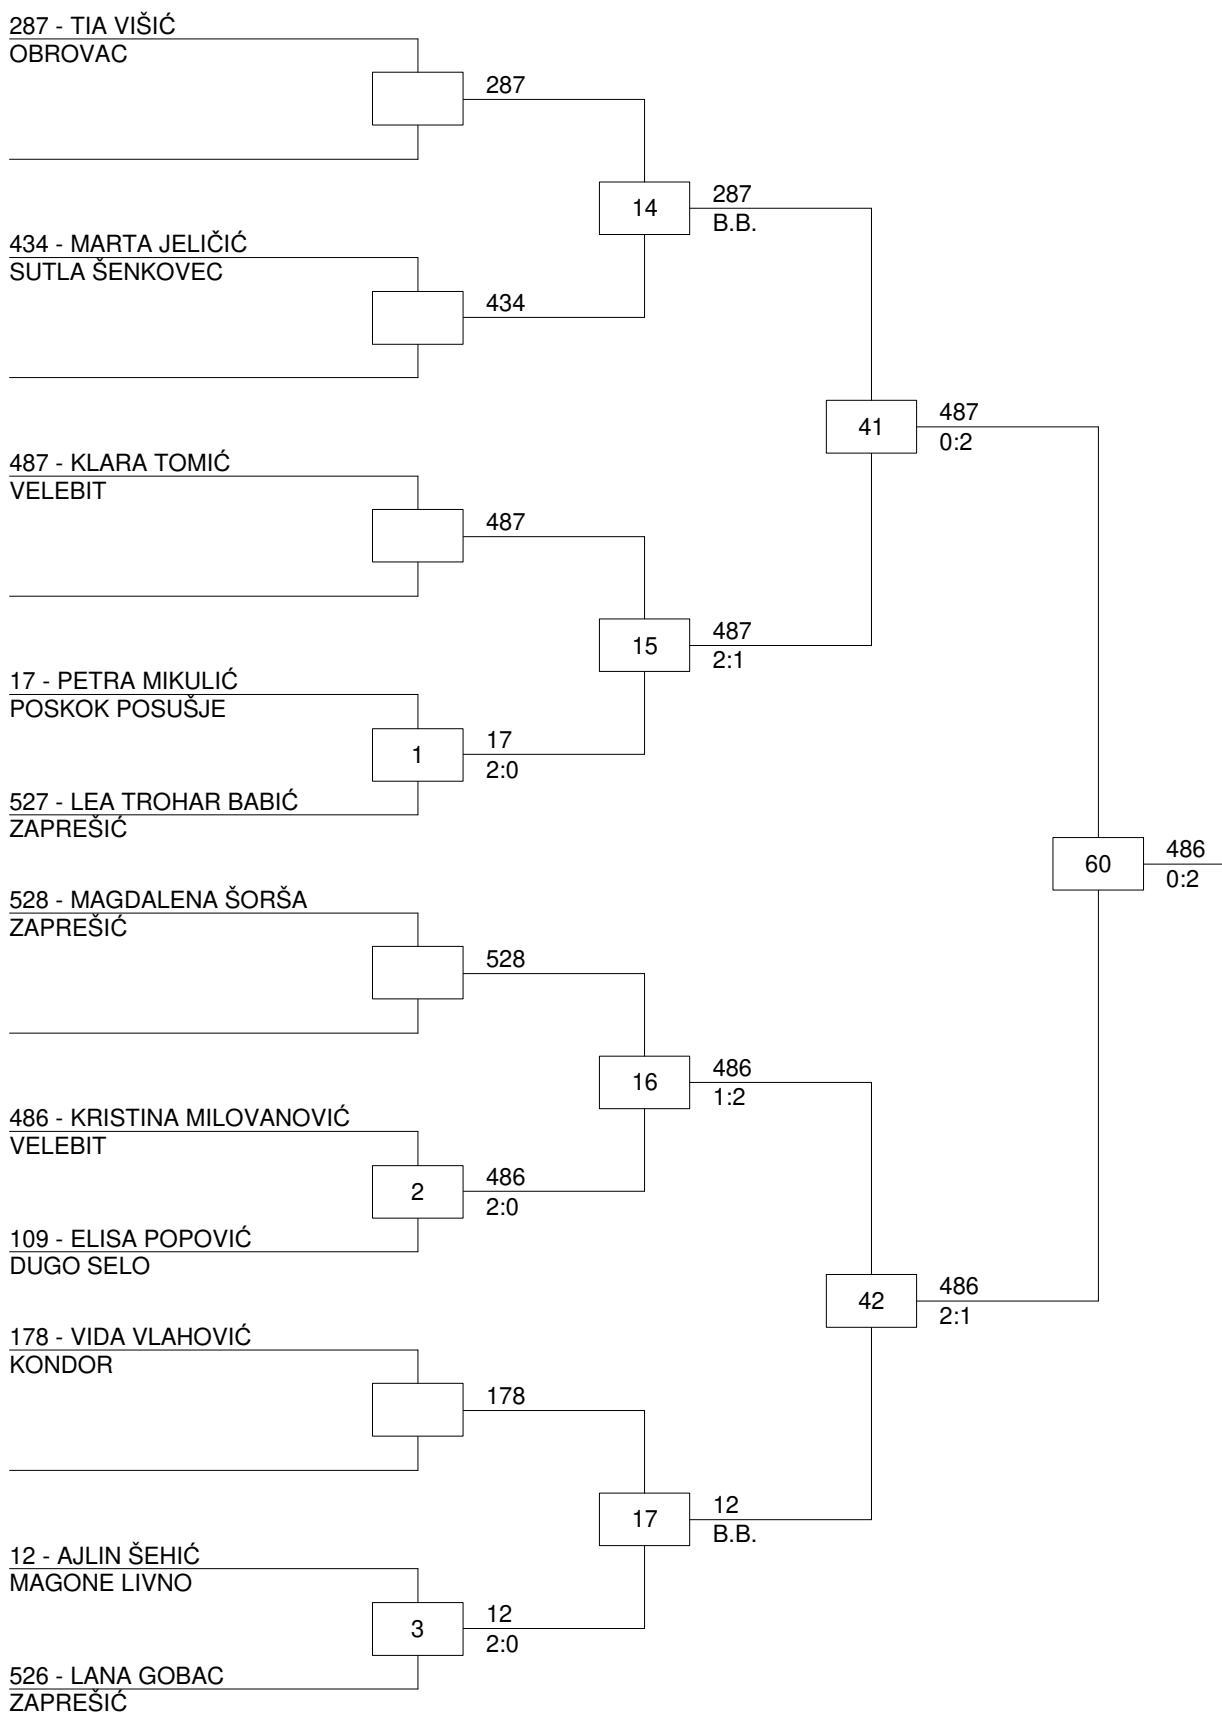 287 - TIA VIŠIĆ
OBROVAC
287
14
287
B.B.
434 - MARTA JELIČIĆ
SUTLA ŠENKOVEC
434
41
487
0:2
487 - KLARA TOMIĆ
VELEBIT
487
15
487
2:1
17 - PETRA MIKULIĆ
POSKOK POSUŠJE
1
17
2:0
527 - LEA TROHAR BABIĆ
ZAPREŠIĆ
60
486
0:2
528 - MAGDALENA ŠORŠA
ZAPREŠIĆ
528
16
486
1:2
486 - KRISTINA MILOVANOVIĆ
VELEBIT
2
486
2:0
109 - ELISA POPOVIĆ
DUGO SELO
42
486
2:1
178 - VIDA VLAHOVIĆ
KONDOR
178
17
12
B.B.
12 - AJLIN ŠEHIĆ
MAGONE LIVNO
3
12
2:0
526 - LANA GOBAC
ZAPREŠIĆ